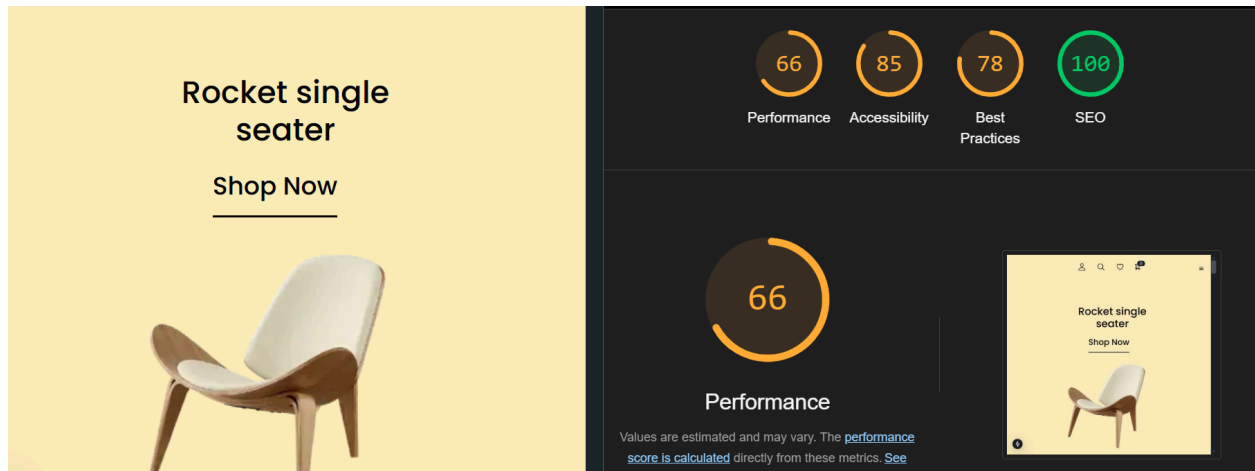 Rocket single
seater
Shop Now
66
85
78
100
Performance
Accessibility
Best
Practices
SEO
66
Performance
Values are estimated and may vary. The performance
score is calculated directly from these metrics. See
Rocket single
seater
Shop Now